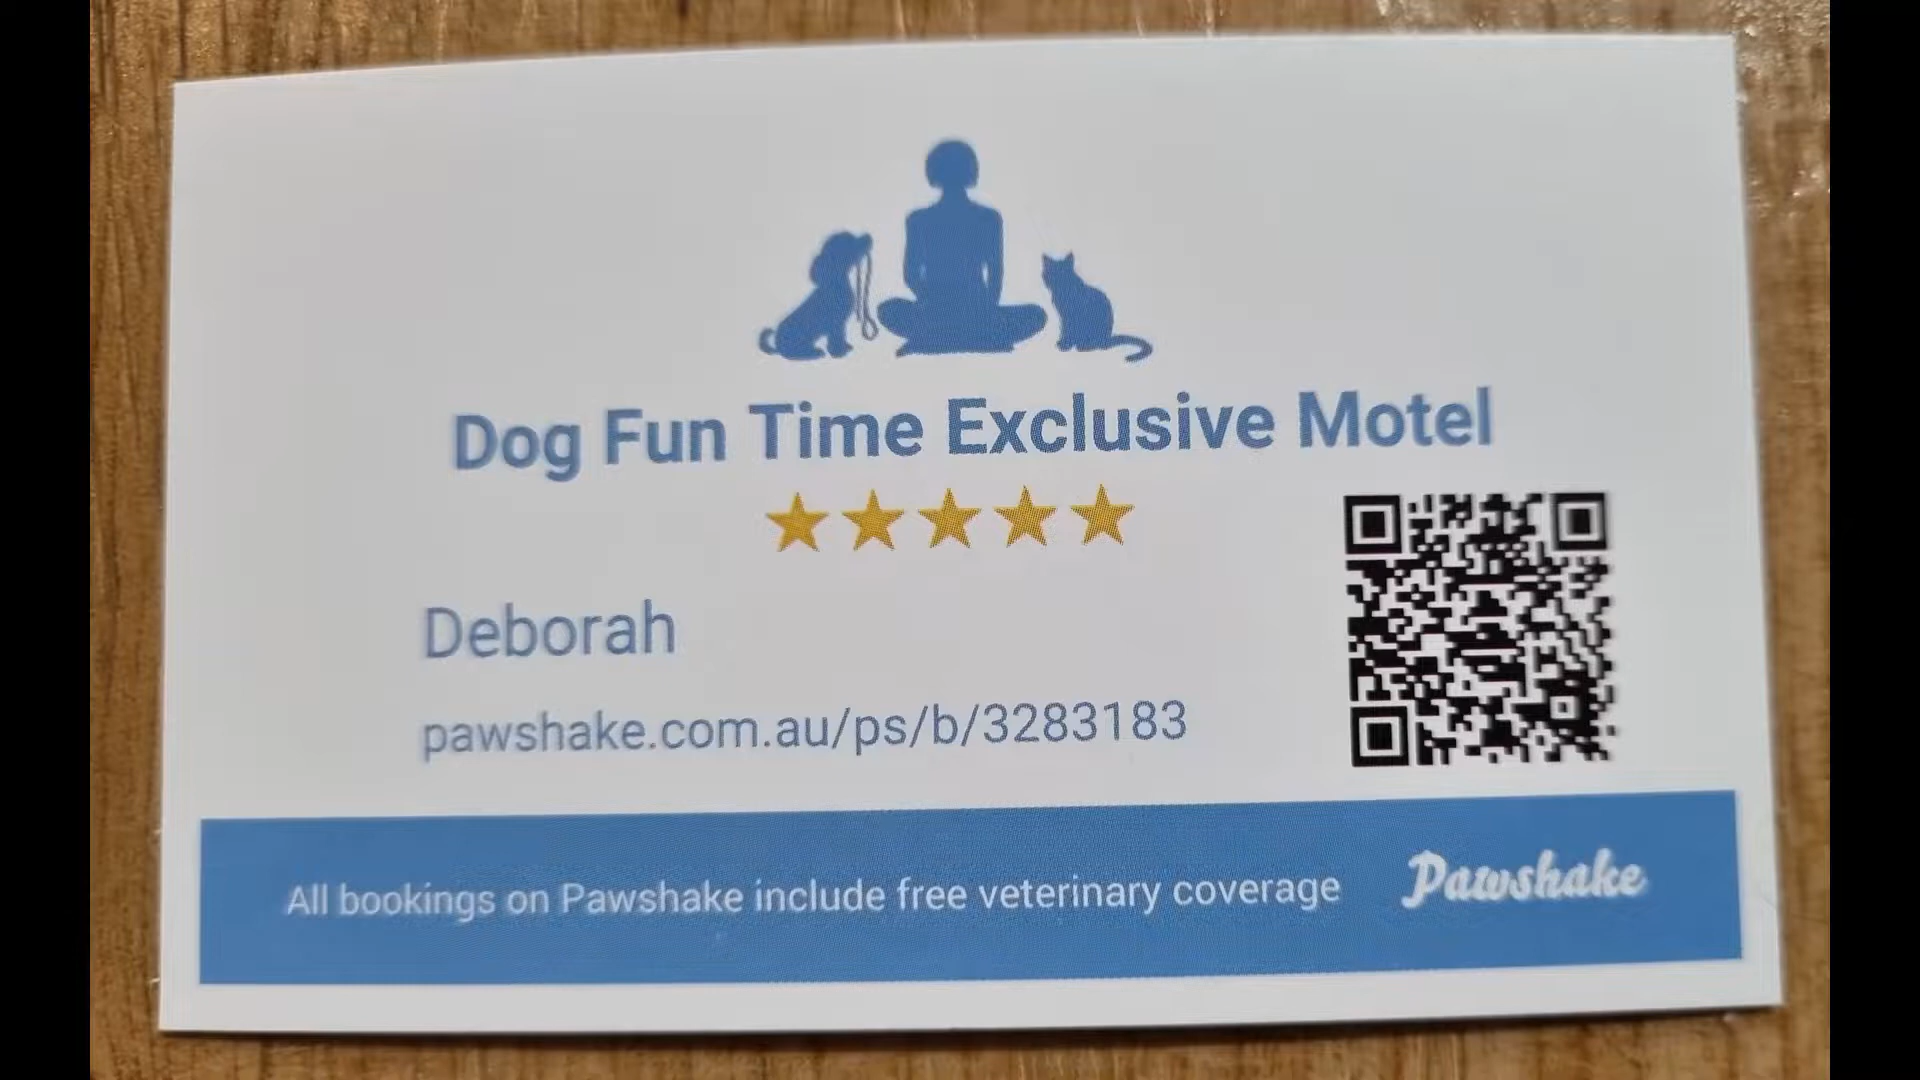 Dog Fun Time Exclusive Motel
Deborah
pawshake.com.au/ps/b/3283183
All bookings on Pawshake include free veterinary coverage
Pawshake